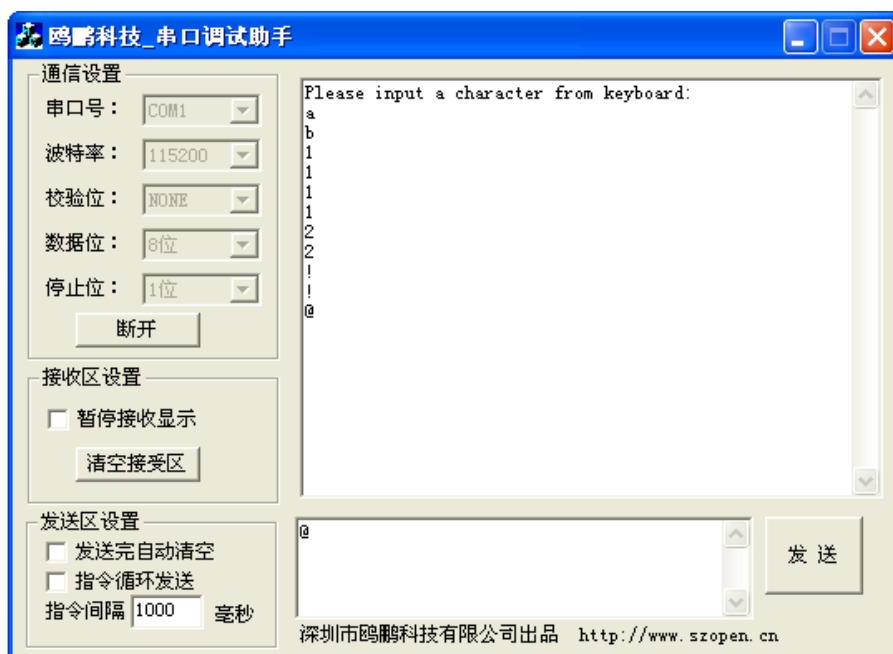 鸥鹏科技_串口调试助手
通信设置
串口号： COM1
波特率： 115200
校验位： NONE
数据位： 8位
停止位： 1位
断开
接收区设置
暂停接收显示
清空接受区
发送区设置
发送完自动清空
指令循环发送
指令间隔 1000 毫秒
Please input a character from keyboard:
a
b
1
1
1
1
2
2
!
!
@
@
发 送
深圳市鸥鹏科技有限公司出品 http://www.szopen.cn